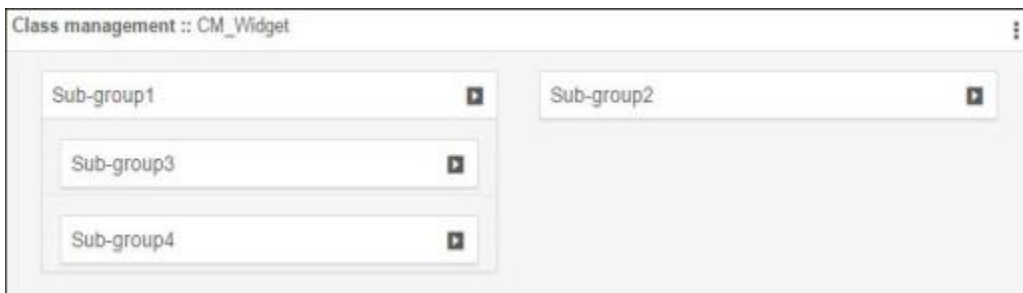 Class management :: CM_Widget
Sub-group1
Sub-group2
Sub-group3
Sub-group4